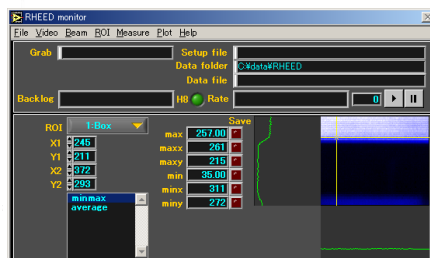 RHEED monitor
File Video Beam ROI Measure Plot Help
Grab Setup file
Data folder C:¥data¥RHEED
Data file
Backlog H8 Rate 0
Save
ROI 1:Box max 257.00
X1 245 maxx 261
Y1 211 maxy 215
X2 372 min 35.00
Y2 293 minx 311
minmax miny 272
average